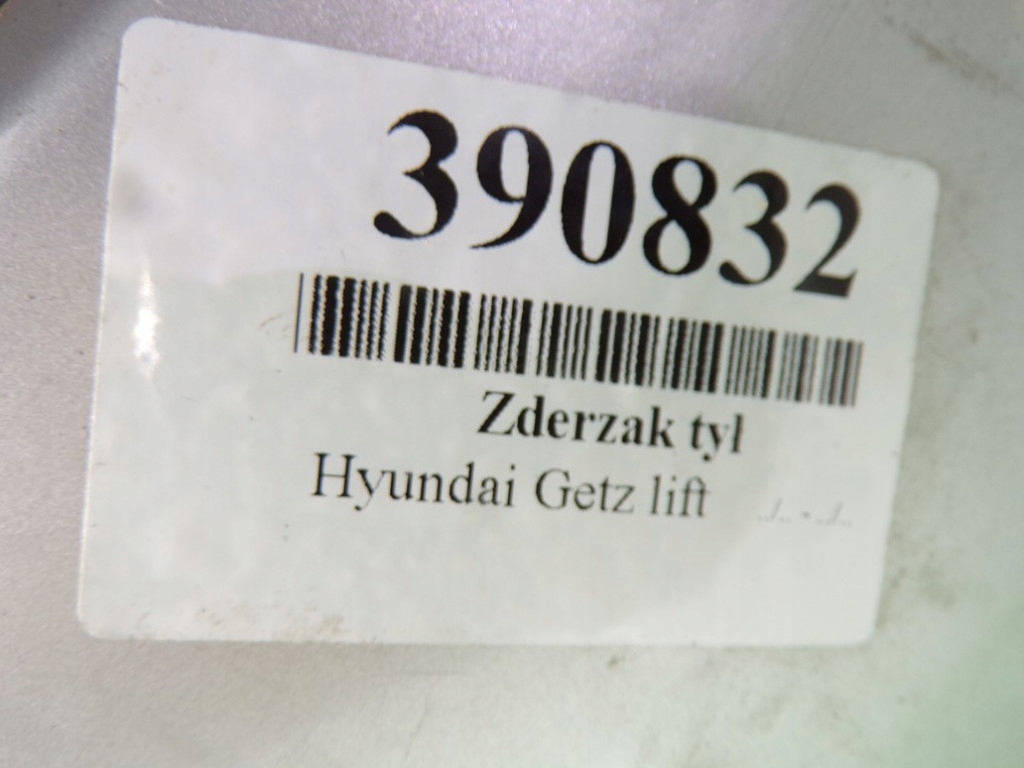 390832
Zderzak tył
Hyundai Getz lift ../.. - ../..